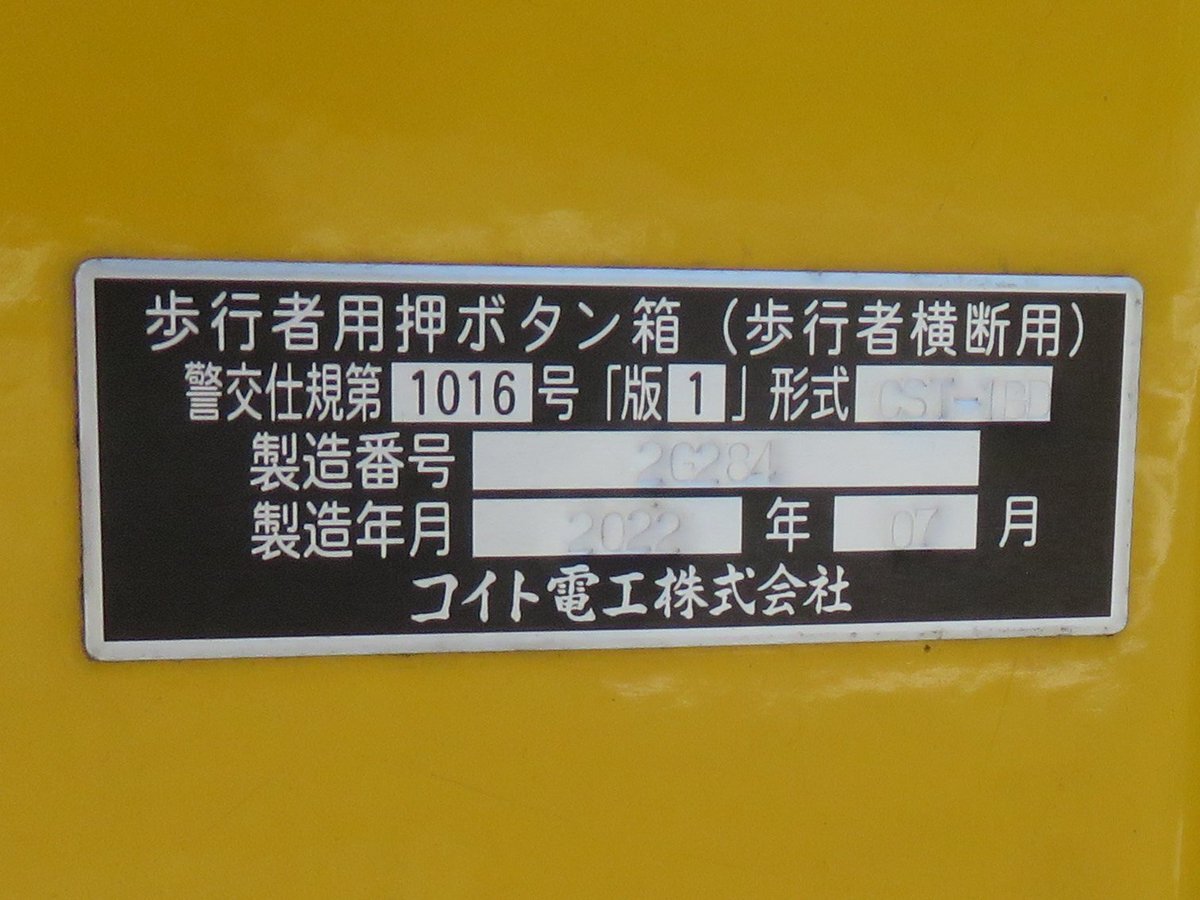 歩行者用押ボタン箱（歩行者横断用）
警交仕規第 1016 号「版 1 」形式 CST-1BD
製造番号 2G284
製造年月 2022 年 07 月
コイト電工株式会社